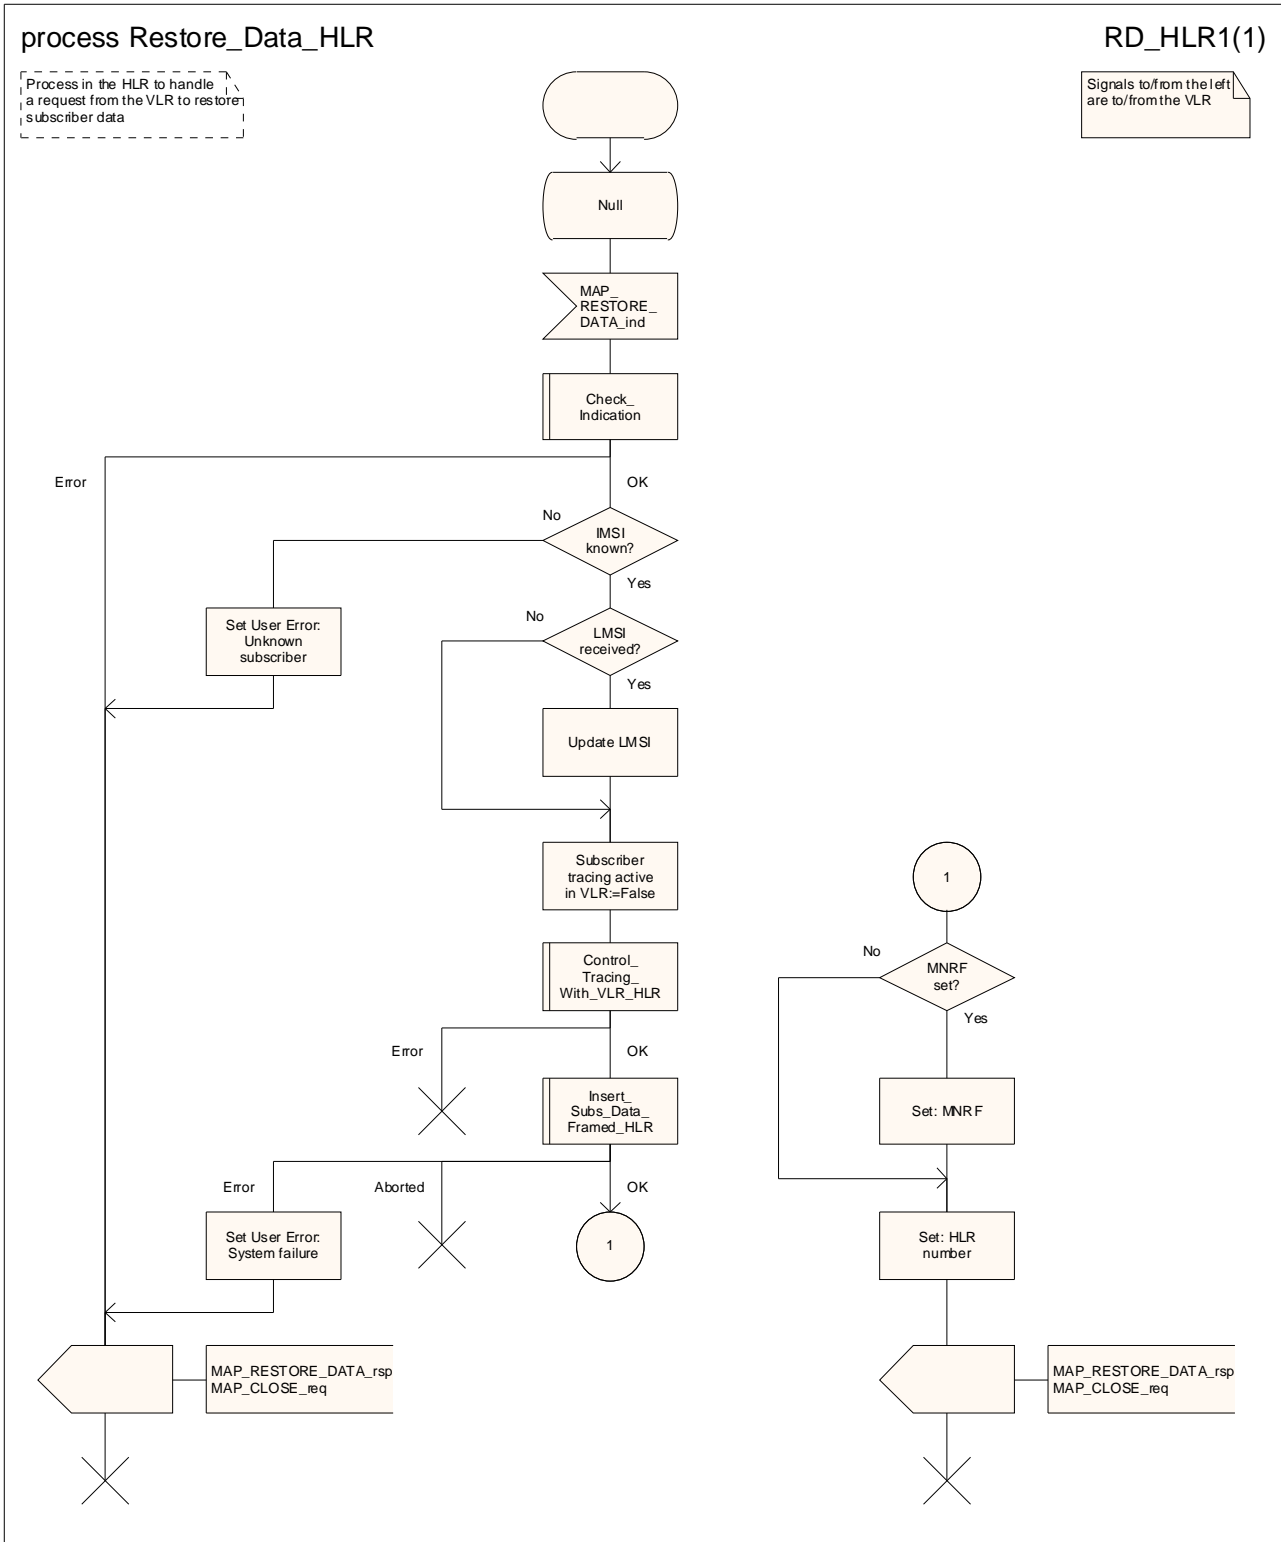 process Restore_Data_HLR
RD_HLR1(1)
Process in the HLR to handle
a request from the VLR to restore
subscriber data
Signals to/from the left
are to/from the VLR
Null
MAP_
RESTORE_
DATA_ind
Check_
Indication
Error
OK
No
IMSI
known?
Yes
Set User Error:
Unknown
subscriber
No
LMSI
received?
Yes
Update LMSI
Subscriber
tracing active
in VLR:=False
Control_
Tracing_
With_VLR_HLR
Error
OK
Insert_
Subs_Data_
Framed_HLR
Error
Aborted
OK
Set User Error:
System failure
1
MAP_RESTORE_DATA_rsp
MAP_CLOSE_req
1
No
MNRF
set?
Yes
Set: MNRF
Set: HLR
number
MAP_RESTORE_DATA_rsp
MAP_CLOSE_req